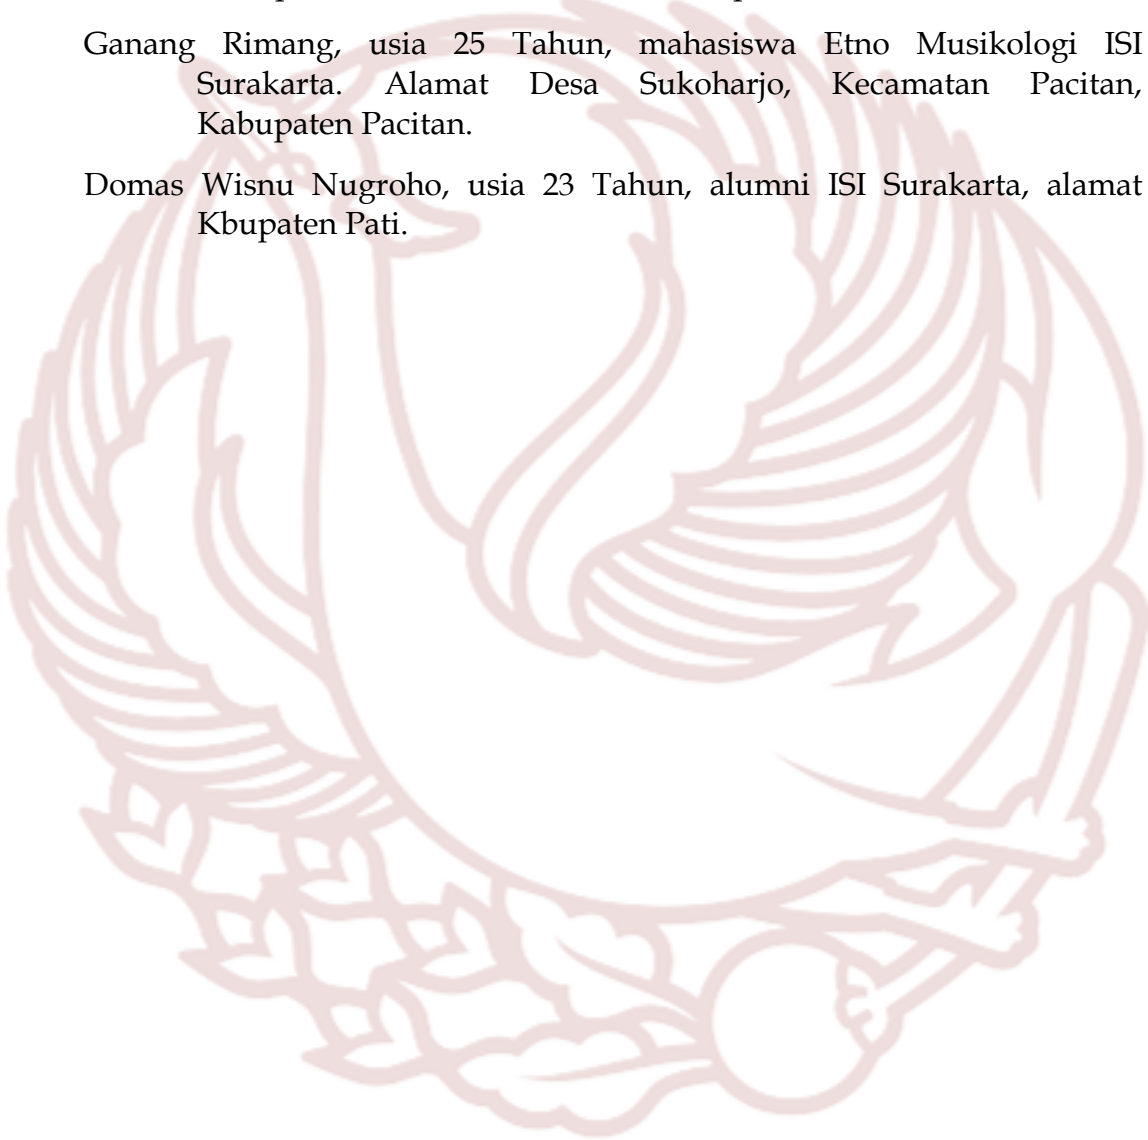 Ganang Rimang, usia 25 Tahun, mahasiswa Etno Musikologi ISI
Surakarta. Alamat Desa Sukoharjo, Kecamatan Pacitan,
Kabupaten Pacitan.
Domas Wisnu Nugroho, usia 23 Tahun, alumni ISI Surakarta, alamat
Kbupaten Pati.